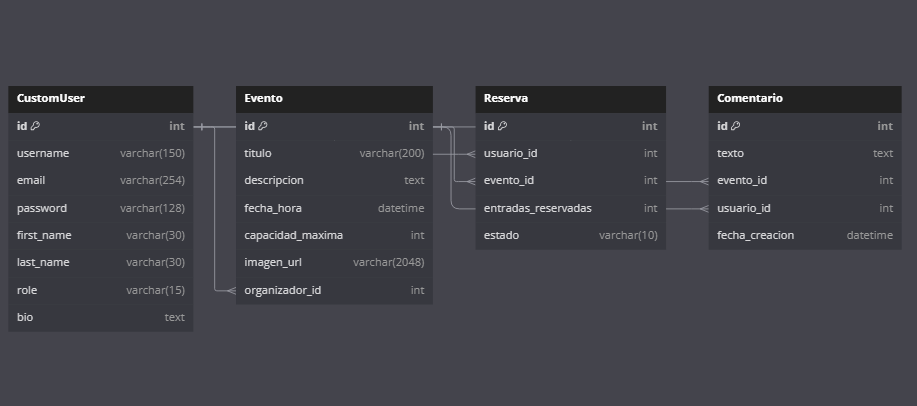 CustomUser
id int
username varchar(150)
email varchar(254)
password varchar(128)
first_name varchar(30)
last_name varchar(30)
role varchar(15)
bio text
Evento
id int
titulo varchar(200)
descripcion text
fecha_hora datetime
capacidad_maxima int
imagen_url varchar(2048)
organizador_id int
Reserva
id int
usuario_id int
evento_id int
entradas_reservadas int
estado varchar(10)
Comentario
id int
texto text
evento_id int
usuario_id int
fecha_creacion datetime